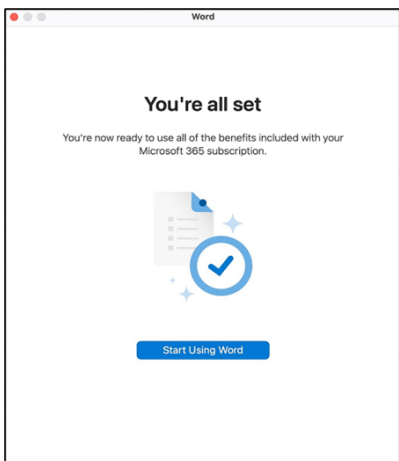 Word
You're all set
You're now ready to use all of the benefits included with your
Microsoft 365 subscription.
Start Using Word